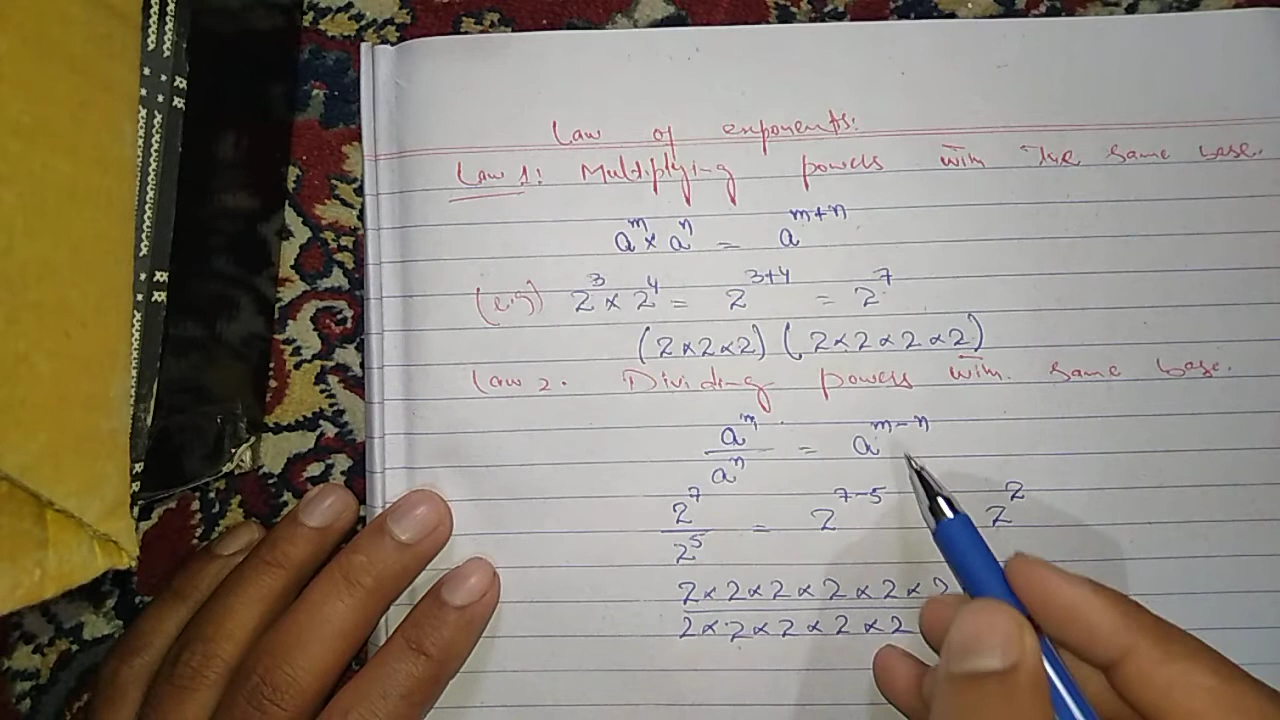 Law of exponents:
Law 1: Multiplying powers with the same base.
a^m × a^n = a^{m+n}
(e.g) 2^3 × 2^4 = 2^{3+4} = 2^7
(2×2×2) (2×2×2×2)
Law 2. Dividing powers with same base.
a^m / a^n = a^{m-n}
2^7 / 2^5 = 2^{7-5} 2^2
2×2×2×2×2×2
2×2×2×2×2